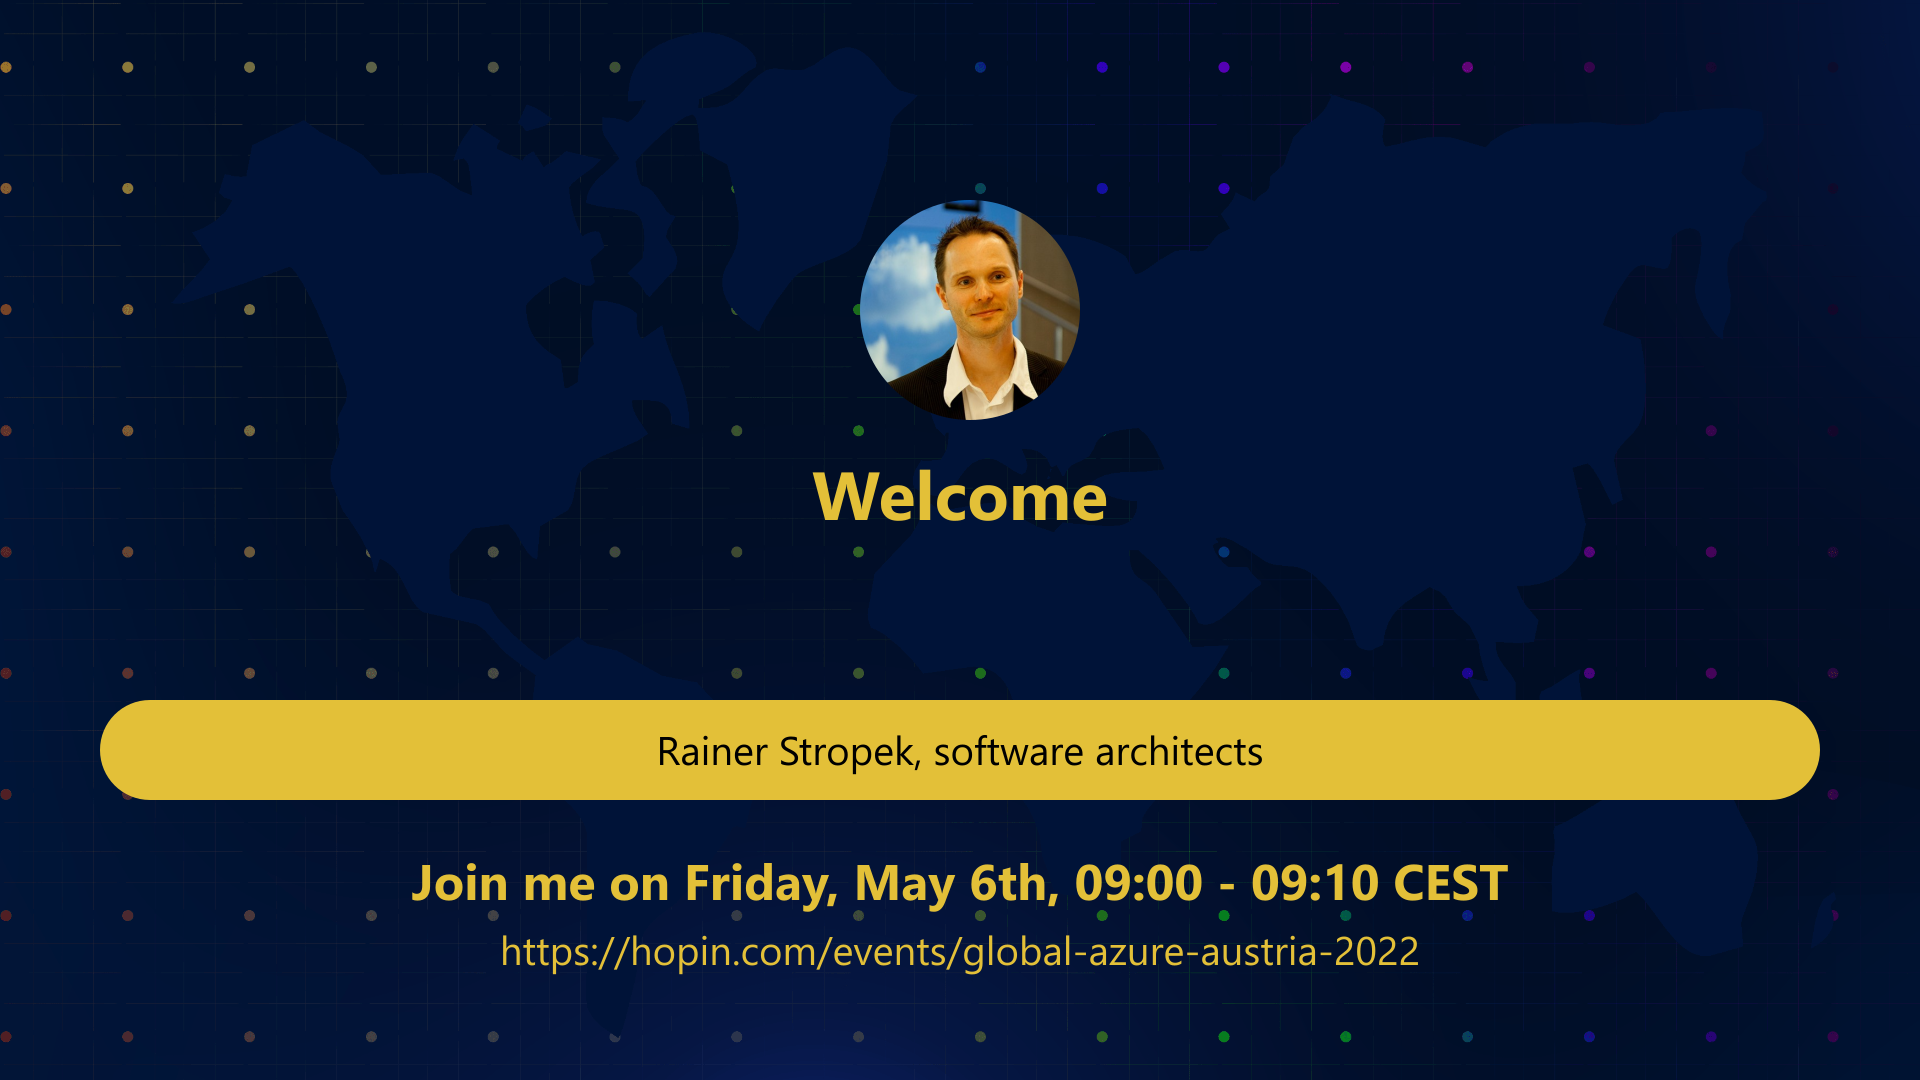 Welcome
Rainer Stropek, software architects
Join me on Friday, May 6th, 09:00 - 09:10 CEST
https://hopin.com/events/global-azure-austria-2022